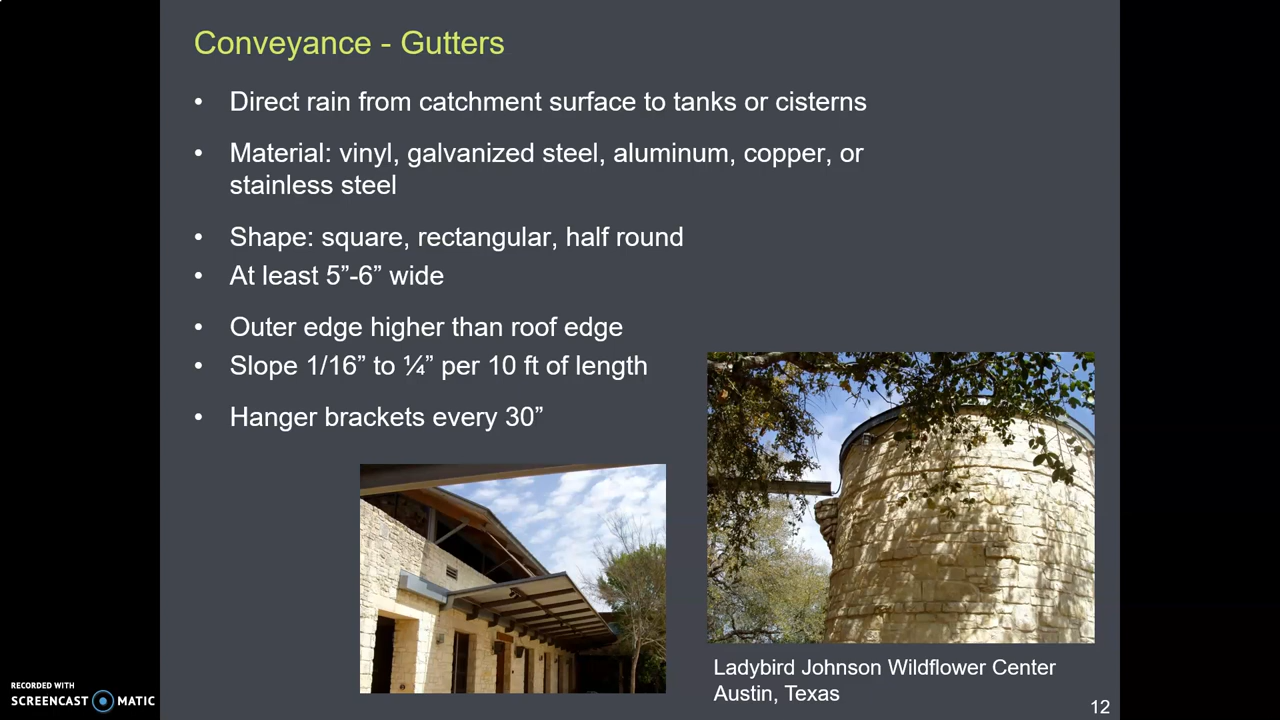 Conveyance - Gutters
• Direct rain from catchment surface to tanks or cisterns
• Material: vinyl, galvanized steel, aluminum, copper, or
stainless steel
• Shape: square, rectangular, half round
• At least 5”-6” wide
• Outer edge higher than roof edge
• Slope 1/16” to ¼” per 10 ft of length
• Hanger brackets every 30”
Ladybird Johnson Wildflower Center
Austin, Texas
12
RECORDED WITH
SCREENCAST MATIC